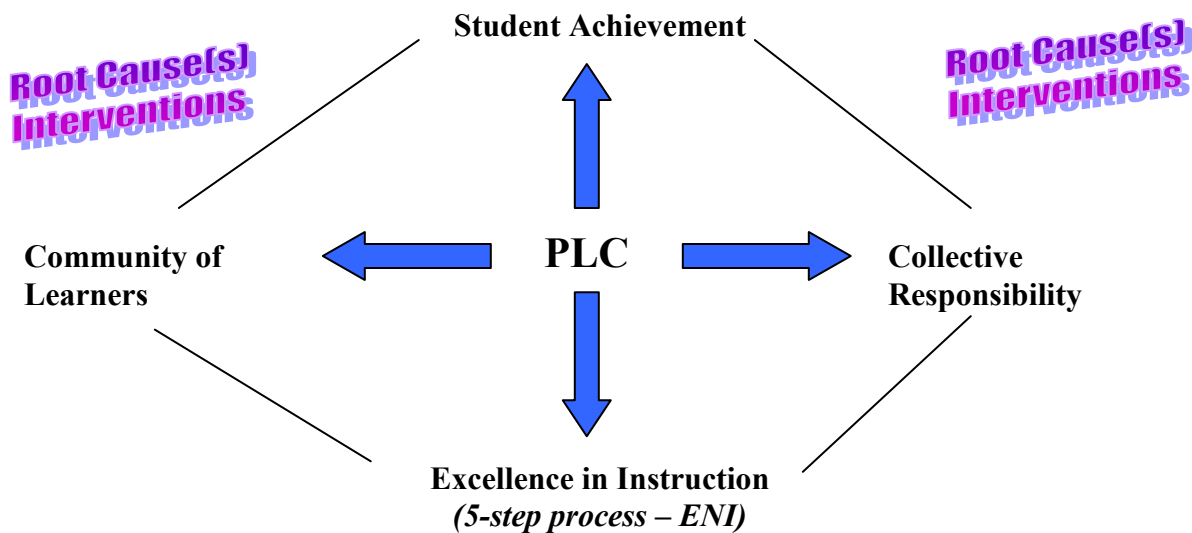 Student Achievement
Root Cause(s)
Interventions
Root Cause(s)
Interventions
Community of
Learners
PLC
Collective
Responsibility
Excellence in Instruction
(5-step process – ENI)